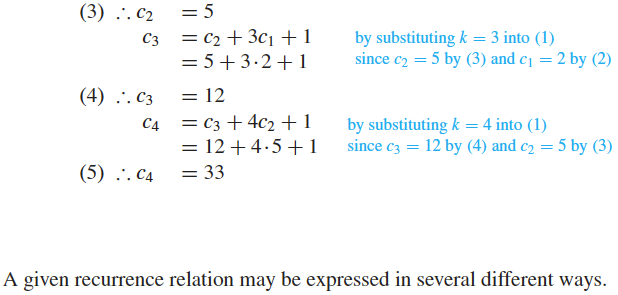 (3) ∴ c₂ = 5
c₃ = c₂ + 3c₁ + 1 by substituting k = 3 into (1)
= 5 + 3·2 + 1 since c₂ = 5 by (3) and c₁ = 2 by (2)
(4) ∴ c₃ = 12
c₄ = c₃ + 4c₂ + 1 by substituting k = 4 into (1)
= 12 + 4·5 + 1 since c₃ = 12 by (4) and c₂ = 5 by (3)
(5) ∴ c₄ = 33
A given recurrence relation may be expressed in several different ways.